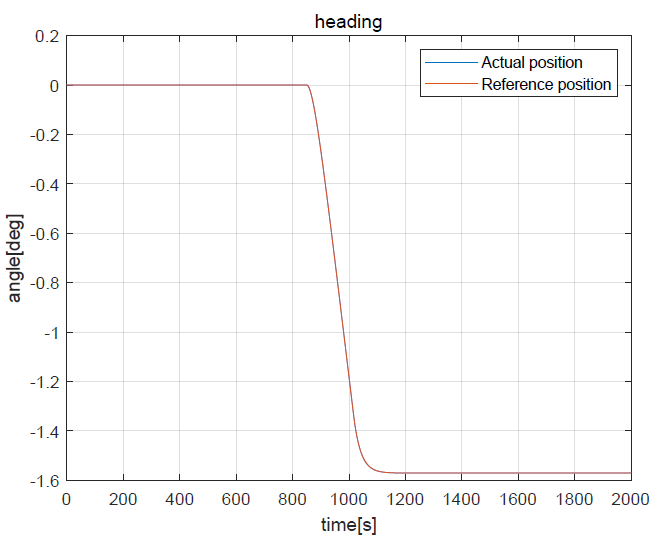 heading
0.2
0
-0.2
-0.4
-0.6
-0.8
-1
-1.2
-1.4
-1.6
angle[deg]
Actual position
Reference position
0 200 400 600 800 1000 1200 1400 1600 1800 2000
time[s]